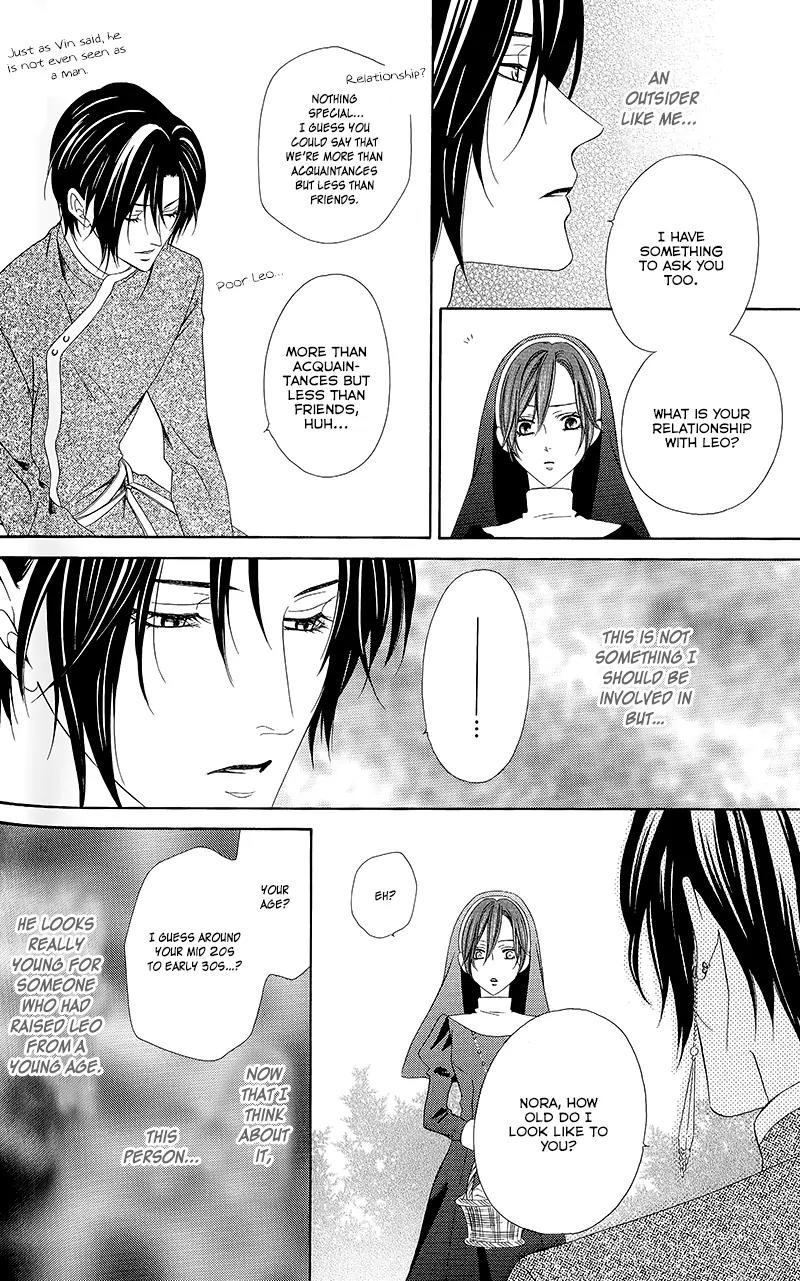 AN
OUTSIDER
LIKE ME...
I HAVE
SOMETHING
TO ASK YOU
TOO.
WHAT IS YOUR
RELATIONSHIP
WITH LEO?
Relationship?
NOTHING
SPECIAL...
I GUESS YOU
COULD SAY THAT
WE'RE MORE THAN
ACQUAINTANCES
BUT LESS THAN
FRIENDS.
Just as Vin said, he
is not even seen as
a man.
Poor Leo...
MORE THAN
ACQUAIN-
TANCES BUT
LESS THAN
FRIENDS,
HUH...
THIS IS NOT
SOMETHING I
SHOULD BE
INVOLVED IN
BUT...
NORA, HOW
OLD DO I
LOOK LIKE TO
YOU?
EH?
YOUR
AGE?
I GUESS AROUND
YOUR MID 20S
TO EARLY 30S...?
NOW
THAT I
THINK
ABOUT
IT,
THIS
PERSON...
HE LOOKS
REALLY
YOUNG FOR
SOMEONE
WHO HAD
RAISED LEO
FROM A
YOUNG AGE.